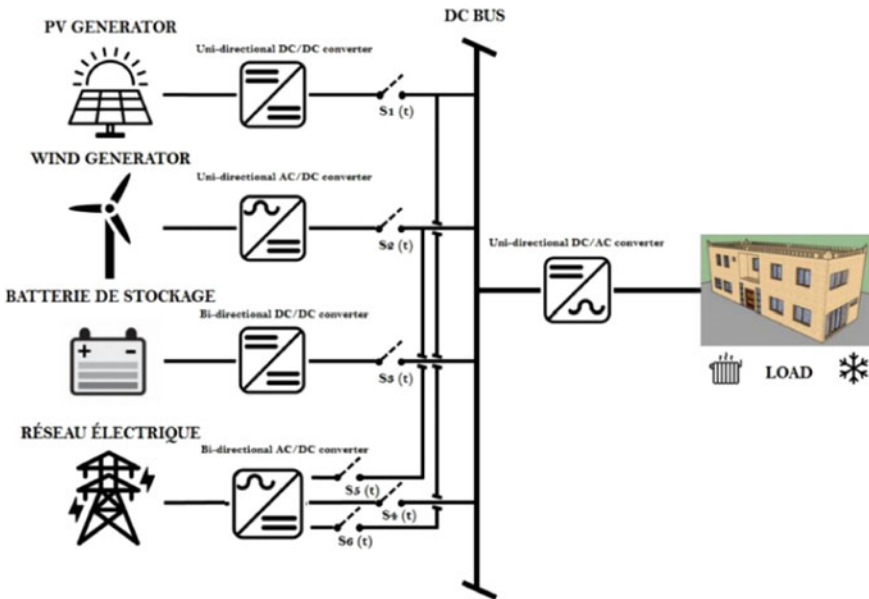 DC BUS
PV GENERATOR
Uni-directional DC/DC converter
S1 (t)
WIND GENERATOR
Uni-directional AC/DC converter
S2 (t)
Uni-directional DC/AC converter
BATTERIE DE STOCKAGE
Bi-directional DC/DC converter
+ -
S3 (t)
LOAD
RÉSEAU ÉLECTRIQUE
Bi-directional AC/DC converter
S5 (t)
S4 (t)
S6 (t)